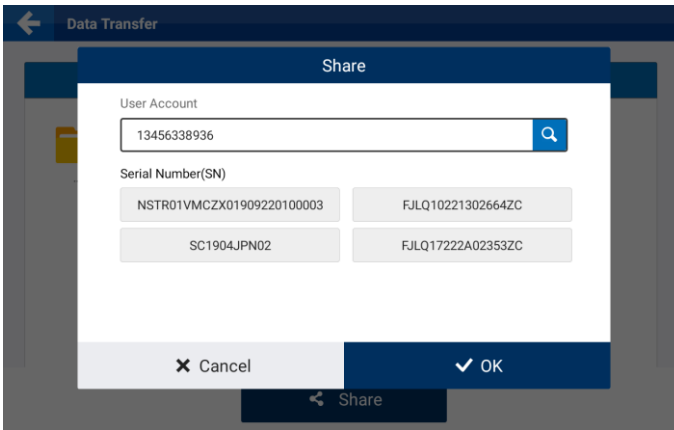 Data Transfer
Share
User Account
13456338936
Serial Number(SN)
NSTR01VMCZX01909220100003 FJLQ10221302664ZC
SC1904JPN02 FJLQ17222A02353ZC
Cancel OK
Share